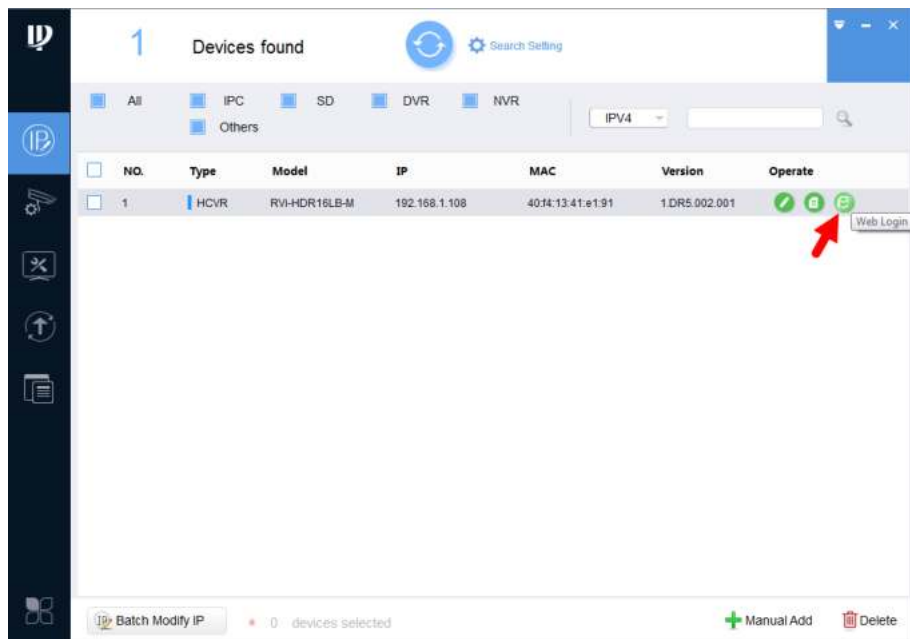 1 Devices found Search Setting
All IPC SD DVR NVR
Others
IPV4
NO. Type Model IP MAC Version Operate
1 HCVR RVi-HDR16LB-M 192.168.1.108 40:f4:13:41:e1:91 1.DR5.002.001
Web Login
Batch Modify IP 0 devices selected Manual Add Delete